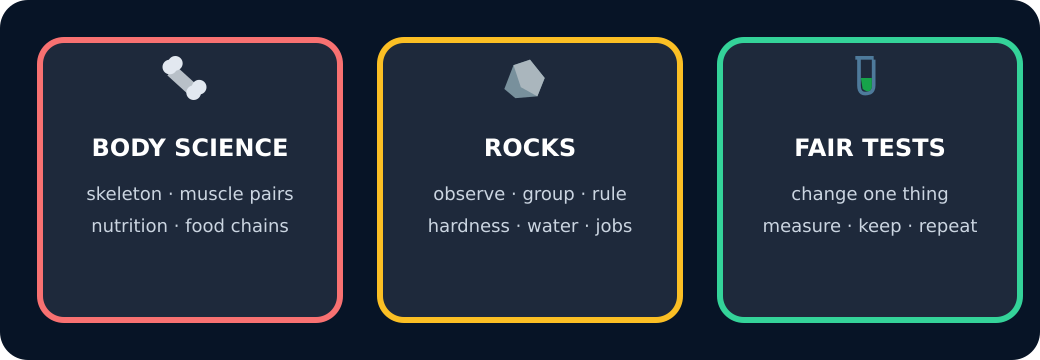 BODY SCIENCE
skeleton · muscle pairs
nutrition · food chains
ROCKS
observe · group · rule
hardness · water · jobs
FAIR TESTS
change one thing
measure · keep · repeat